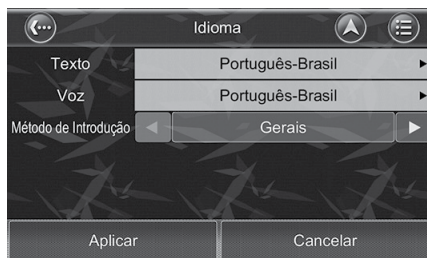 Idioma
Texto Português-Brasil
Voz Português-Brasil
Método de Introdução Gerais
Aplicar Cancelar